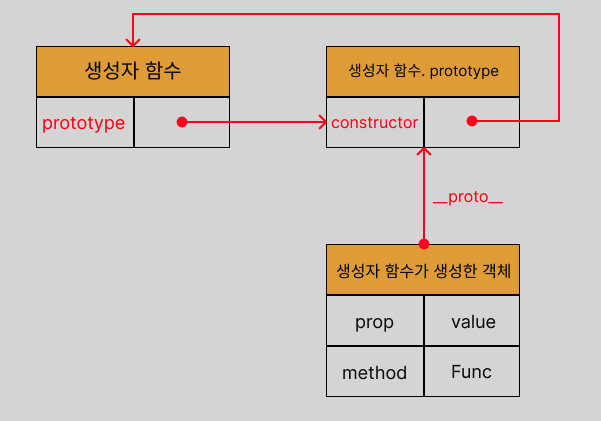 생성자 함수
생성자 함수. prototype
prototype
constructor
__proto__
생성자 함수가 생성한 객체
prop
value
method
Func